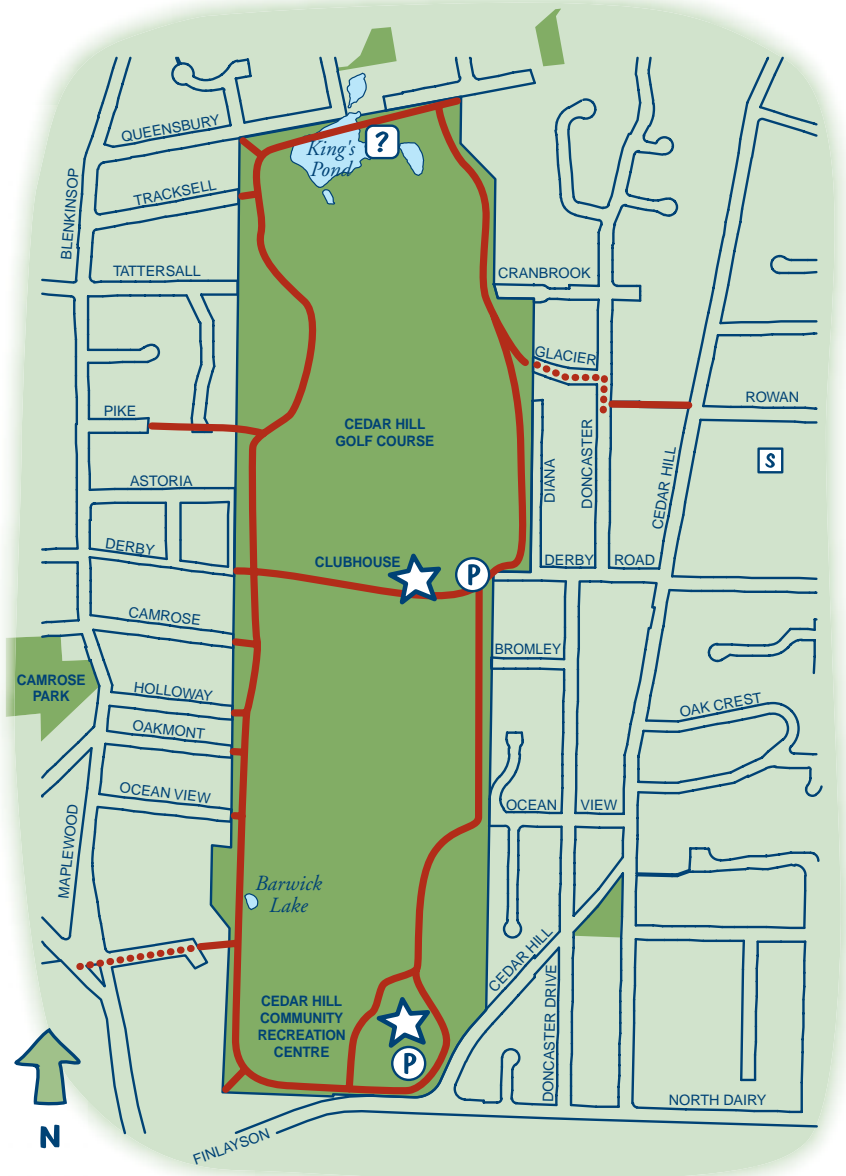 QUEENSBURY
King's
Pond
?
TRACKSELL
BLENKINSOP
TATTERSALL
CRANBROOK
GLACIER
PIKE
ROWAN
CEDAR HILL
GOLF COURSE
DONCASTER
CEDAR HILL
S
DIANA
ASTORIA
DERBY
CLUBHOUSE
P
DERBY
ROAD
CAMROSE
BROMLEY
CAMROSE
PARK
HOLLOWAY
OAK CREST
OAKMONT
OCEAN VIEW
OCEAN
VIEW
MAPLEWOOD
Barwick
Lake
CEDAR HILL
CEDAR HILL
COMMUNITY
RECREATION
CENTRE
P
DONCASTER DRIVE
N
NORTH DAIRY
FINLAYSON